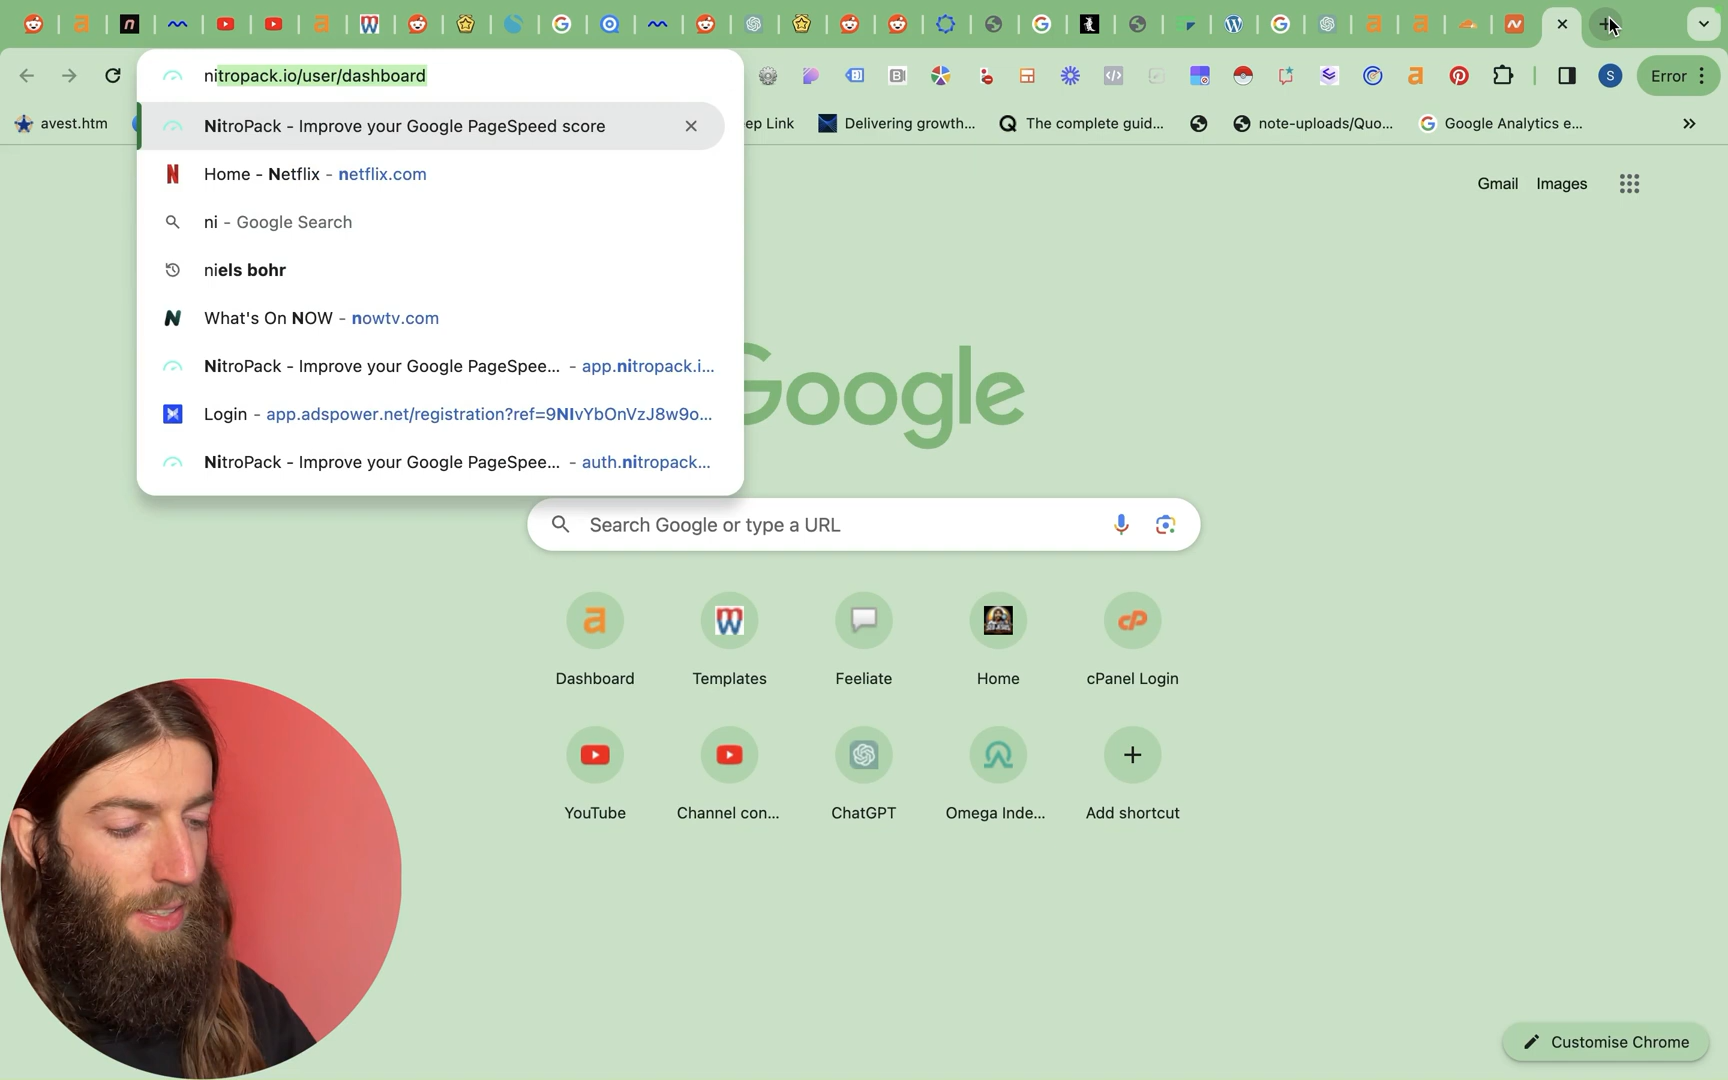 nitropack.io/user/dashboard
Error
avest.htm
ep Link
Delivering growth...
The complete guid...
note-uploads/Quo...
Google Analytics e...
NitroPack - Improve your Google PageSpeed score
Home - Netflix - netflix.com
ni - Google Search
niels bohr
What's On NOW - nowtv.com
NitroPack - Improve your Google PageSpee... - app.nitropack.i...
Login - app.adspower.net/registration?ref=9NIvYbOnVzJ8w9o...
NitroPack - Improve your Google PageSpee... - auth.nitropack...
Gmail Images
Google
Search Google or type a URL
Dashboard
Templates
Feeliate
Home
cPanel Login
YouTube
Channel con...
ChatGPT
Omega Inde...
Add shortcut
Customise Chrome